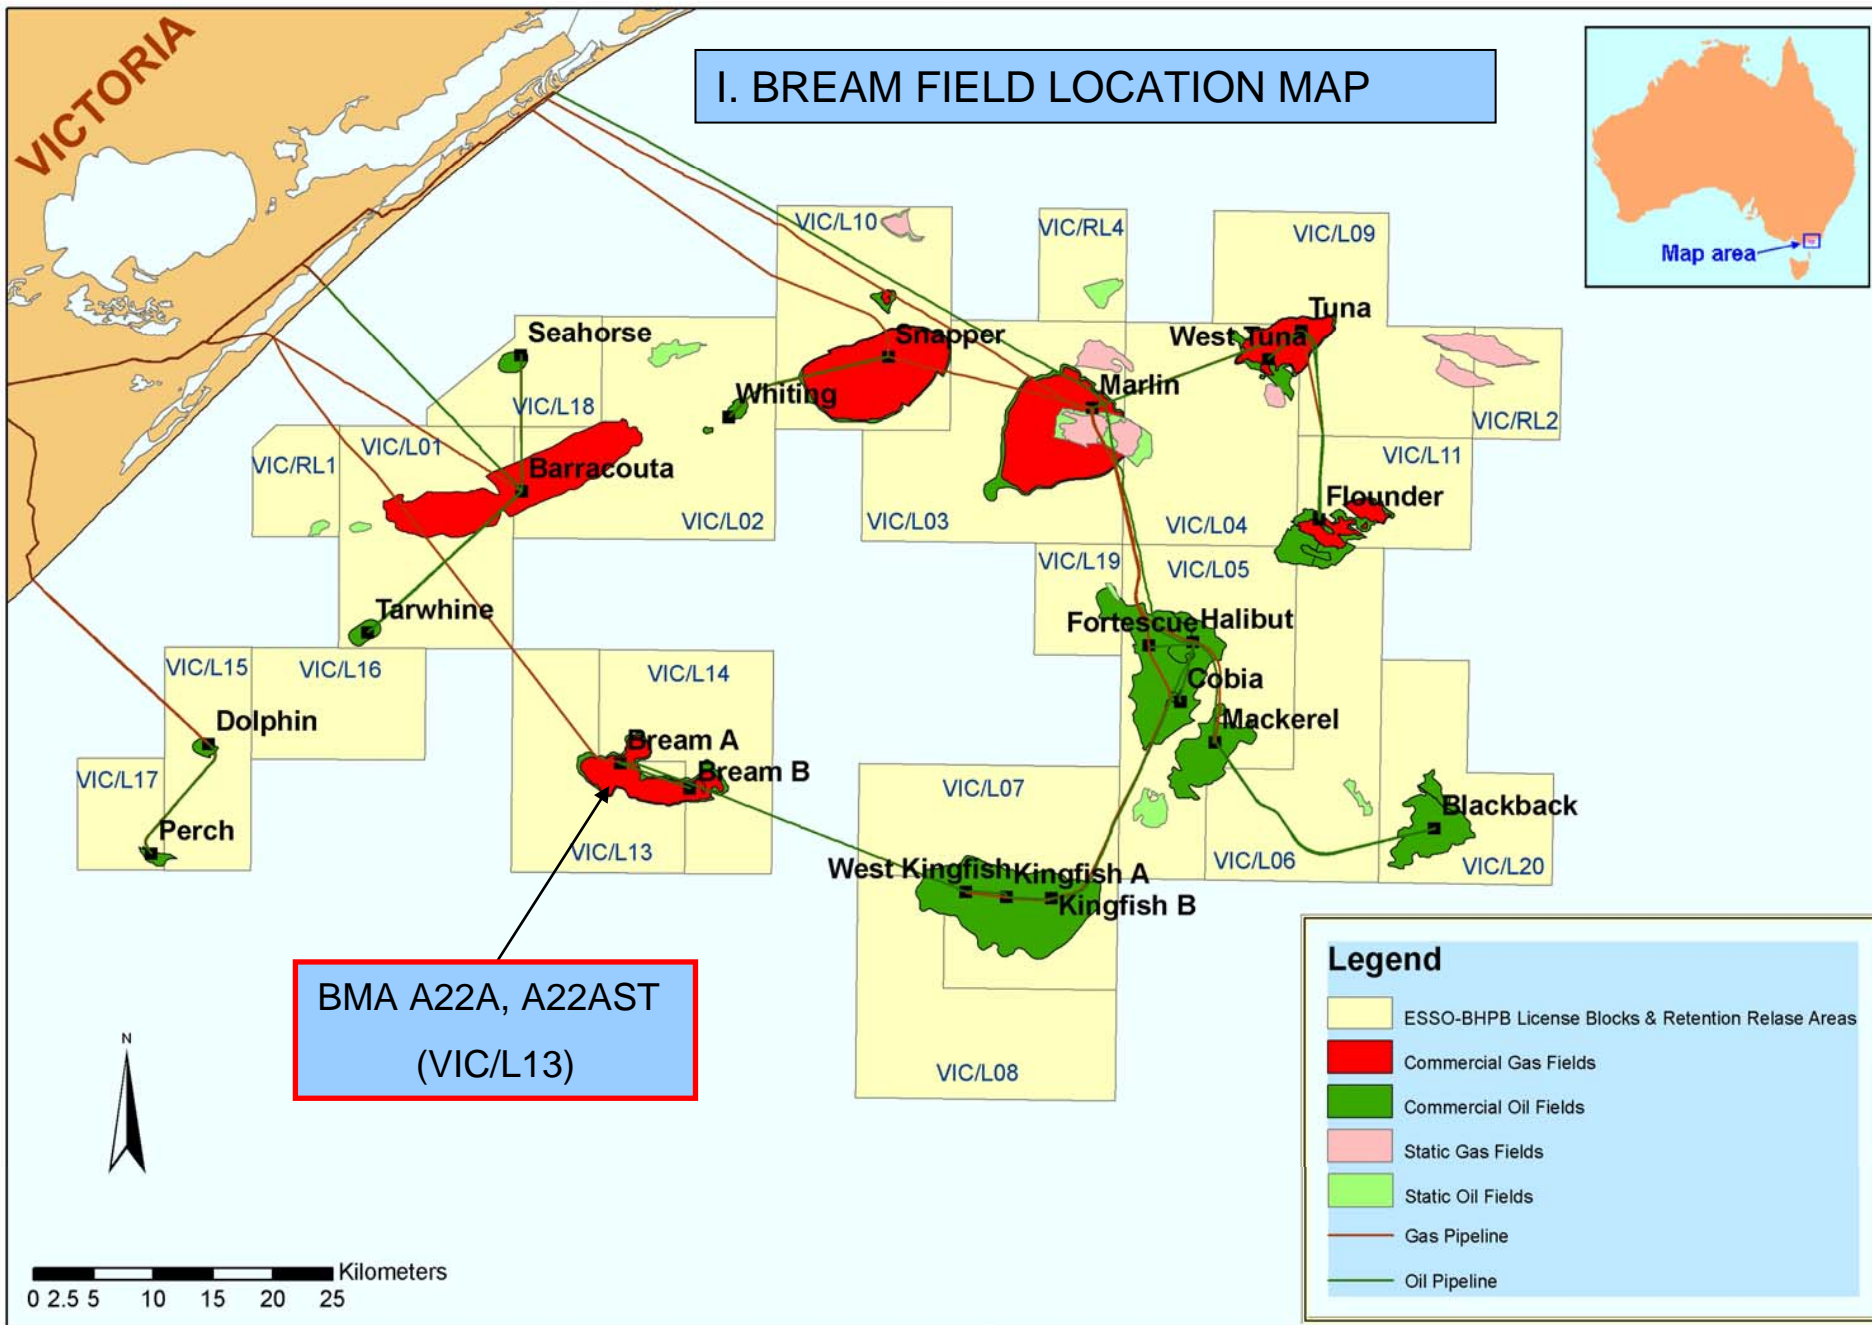 VICTORIA
I. BREAM FIELD LOCATION MAP
Map area
VIC/L10
VIC/RL4
VIC/L09
Tuna
Seahorse
Snapper
West Tuna
Marlin
Whiting
VIC/L18
VIC/RL2
VIC/L01
VIC/RL1
Barracouta
VIC/L11
Flounder
VIC/L02
VIC/L03
VIC/L04
VIC/L19
VIC/L05
Tarwhine
Fortescue
Halibut
VIC/L15
VIC/L16
VIC/L14
Cobia
Dolphin
Mackerel
Bream A
Bream B
VIC/L17
VIC/L07
Blackback
Perch
VIC/L13
VIC/L06
VIC/L20
West Kingfish
Kingfish A
Kingfish B
BMA A22A, A22AST
(VIC/L13)
VIC/L08
N
Kilometers
0 2.5 5 10 15 20 25
Legend
ESSO-BHPB License Blocks & Retention Relase Areas
Commercial Gas Fields
Commercial Oil Fields
Static Gas Fields
Static Oil Fields
Gas Pipeline
Oil Pipeline